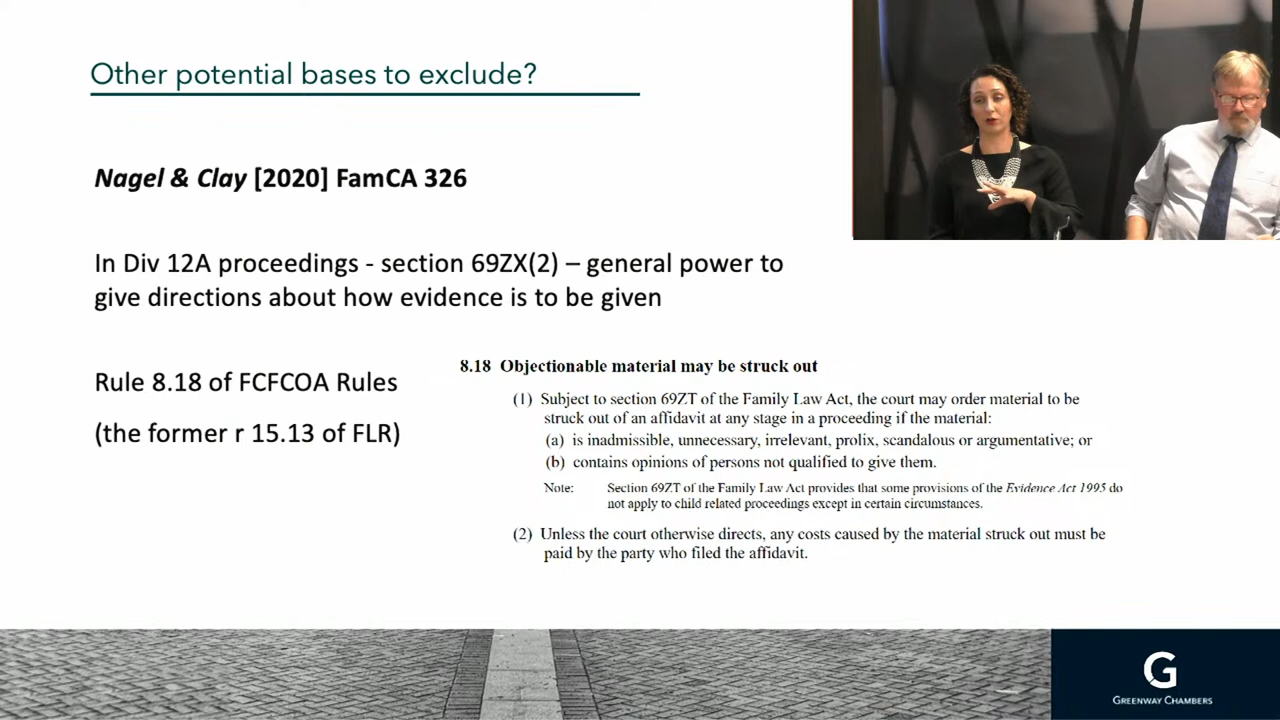 Other potential bases to exclude?
Nagel & Clay [2020] FamCA 326
In Div 12A proceedings - section 69ZX(2) – general power to
give directions about how evidence is to be given
Rule 8.18 of FCFCOA Rules
(the former r 15.13 of FLR)
8.18 Objectionable material may be struck out
(1) Subject to section 69ZT of the Family Law Act, the court may order material to be
struck out of an affidavit at any stage in a proceeding if the material:
(a) is inadmissible, unnecessary, irrelevant, prolix, scandalous or argumentative; or
(b) contains opinions of persons not qualified to give them.
Note: Section 69ZT of the Family Law Act provides that some provisions of the Evidence Act 1995 do
not apply to child related proceedings except in certain circumstances.
(2) Unless the court otherwise directs, any costs caused by the material struck out must be
paid by the party who filed the affidavit.
G
GREENWAY CHAMBERS